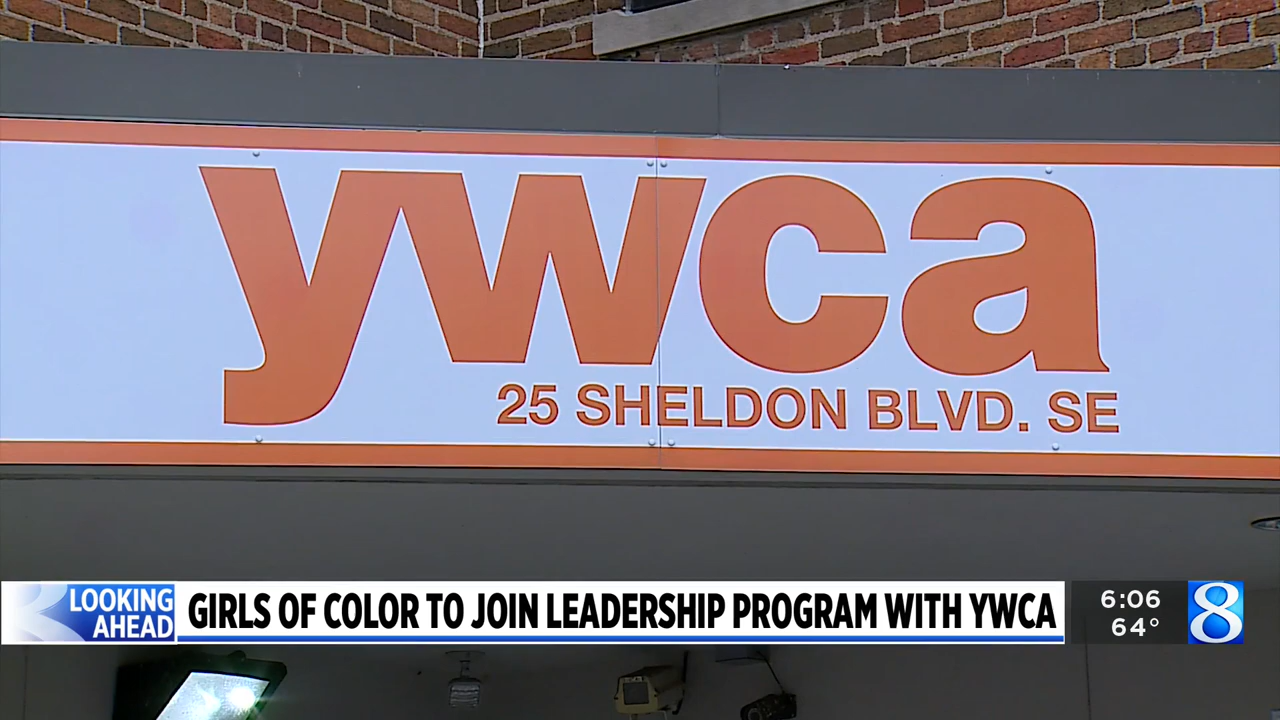 ywca
25 SHELDON BLVD. SE
LOOKING
AHEAD
GIRLS OF COLOR TO JOIN LEADERSHIP PROGRAM WITH YWCA
6:06
64°
8